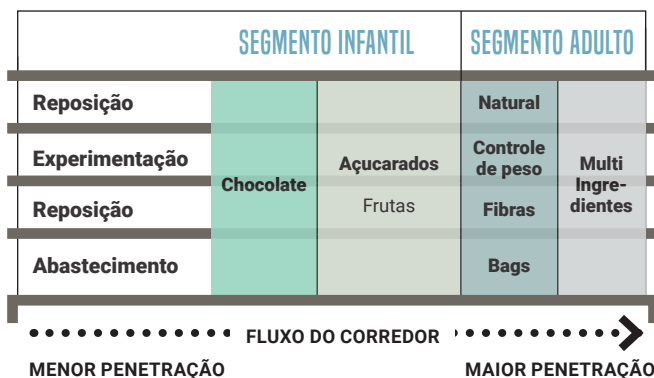 SEGMENTO INFANTIL SEGMENTO ADULTO
Reposição Natural
Experimentação Chocolate Açucarados Controle
de peso Multi
Ingre-
dientes
Reposição Frutas Fibras
Abastecimento Bags
FLUXO DO CORREDOR
MENOR PENETRAÇÃO MAIOR PENETRAÇÃO